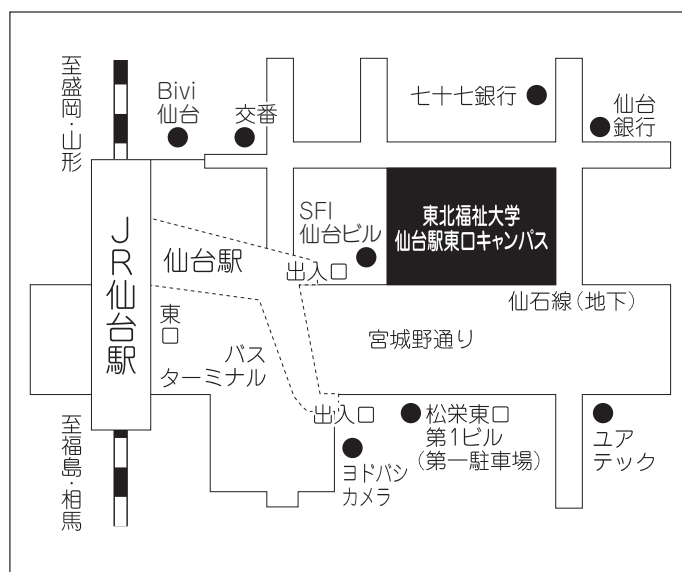 至盛岡・山形
Bivi
仙台
交番
七十七銀行
仙台
銀行
JR仙台駅
仙台駅
SFI
仙台ビル
出入口
東北福祉大学
仙台駅東口キャンパス
仙石線（地下）
東口
バス
ターミナル
宮城野通り
出入口
松栄東口
第1ビル
（第一駐車場）
ユア
テック
ヨドバシ
カメラ
至福島・相馬